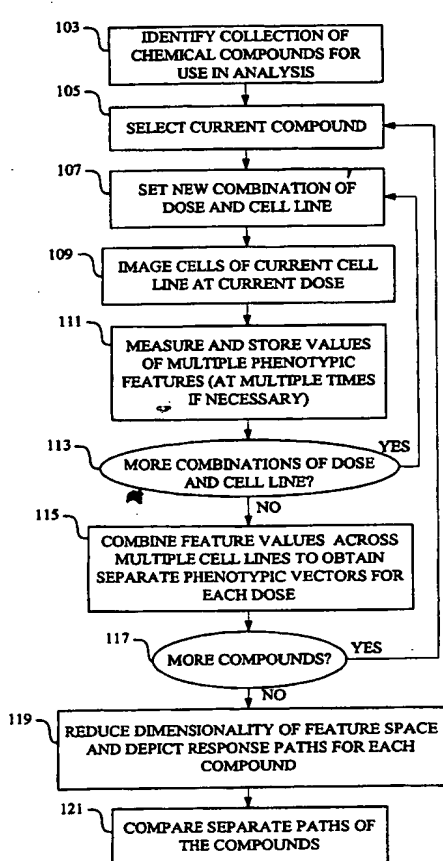 103
IDENTIFY COLLECTION OF
CHEMICAL COMPOUNDS FOR
USE IN ANALYSIS
105
SELECT CURRENT COMPOUND
107
SET NEW COMBINATION OF
DOSE AND CELL LINE
109
IMAGE CELLS OF CURRENT CELL
LINE AT CURRENT DOSE
111
MEASURE AND STORE VALUES
OF MULTIPLE PHENOTYPIC
FEATURES (AT MULTIPLE TIMES
IF NECESSARY)
113
MORE COMBINATIONS OF DOSE
AND CELL LINE?
YES
NO
115
COMBINE FEATURE VALUES ACROSS
MULTIPLE CELL LINES TO OBTAIN
SEPARATE PHENOTYPIC VECTORS FOR
EACH DOSE
117
MORE COMPOUNDS?
YES
NO
119
REDUCE DIMENSIONALITY OF FEATURE SPACE
AND DEPICT RESPONSE PATHS FOR EACH
COMPOUND
121
COMPARE SEPARATE PATHS OF
THE COMPOUNDS